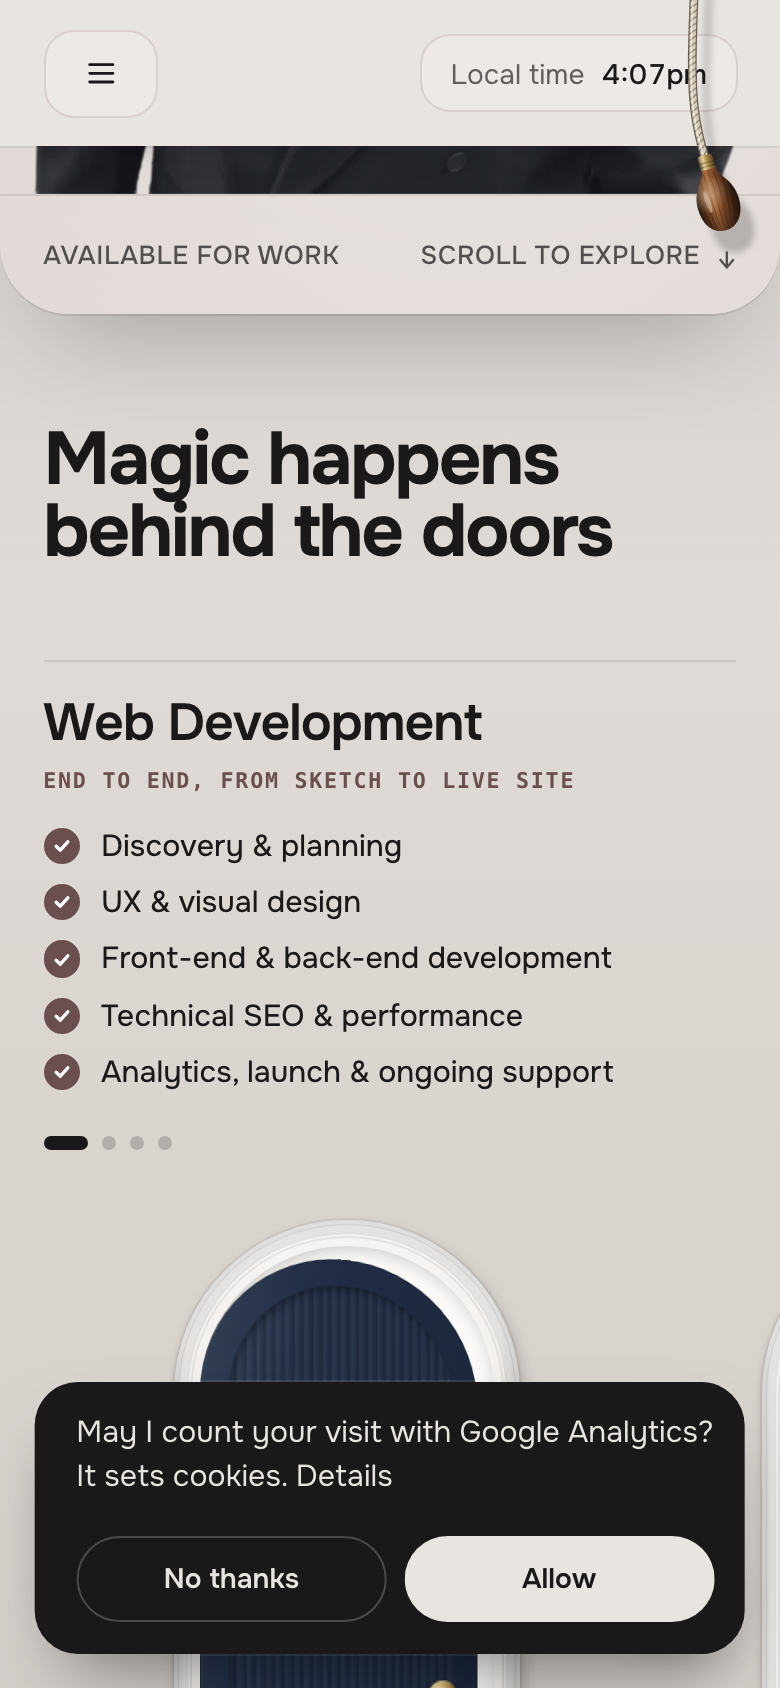 Local time 4:07pm
AVAILABLE FOR WORK SCROLL TO EXPLORE ↓
Magic happens
behind the doors
Web Development
END TO END, FROM SKETCH TO LIVE SITE
Discovery & planning
UX & visual design
Front-end & back-end development
Technical SEO & performance
Analytics, launch & ongoing support
May I count your visit with Google Analytics?
It sets cookies. Details
No thanks Allow